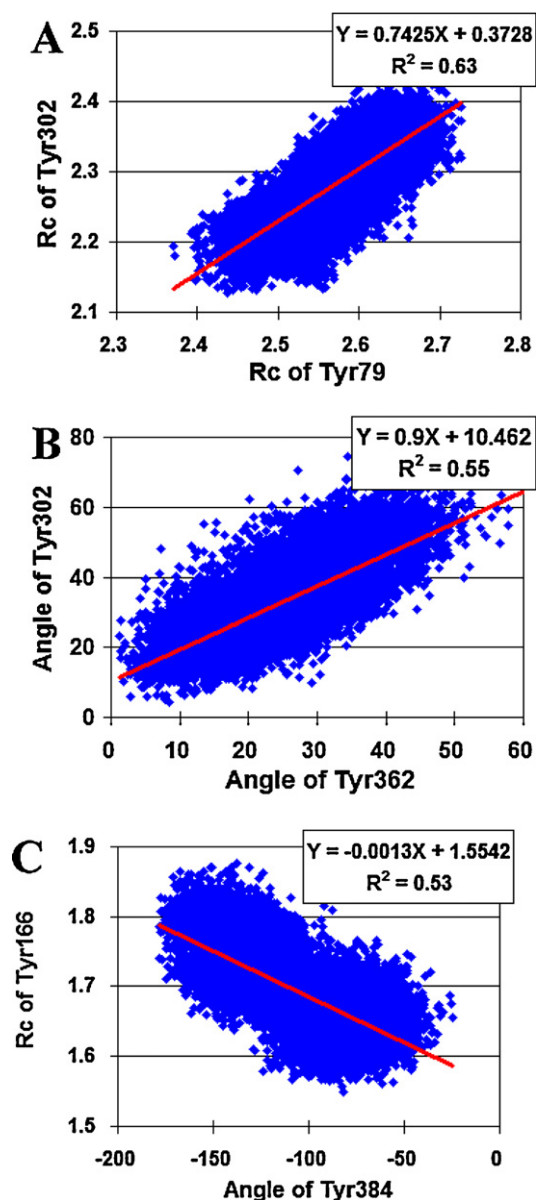 A
Y = 0.7425X + 0.3728
R² = 0.63
2.5
2.4
2.3
2.2
2.1
Rc of Tyr302
2.3 2.4 2.5 2.6 2.7 2.8
Rc of Tyr79
B
Y = 0.9X + 10.462
R² = 0.55
80
60
40
20
0
Angle of Tyr302
0 10 20 30 40 50 60
Angle of Tyr362
C
Y = -0.0013X + 1.5542
R² = 0.53
1.9
1.8
1.7
1.6
1.5
Rc of Tyr166
-200 -150 -100 -50 0
Angle of Tyr384